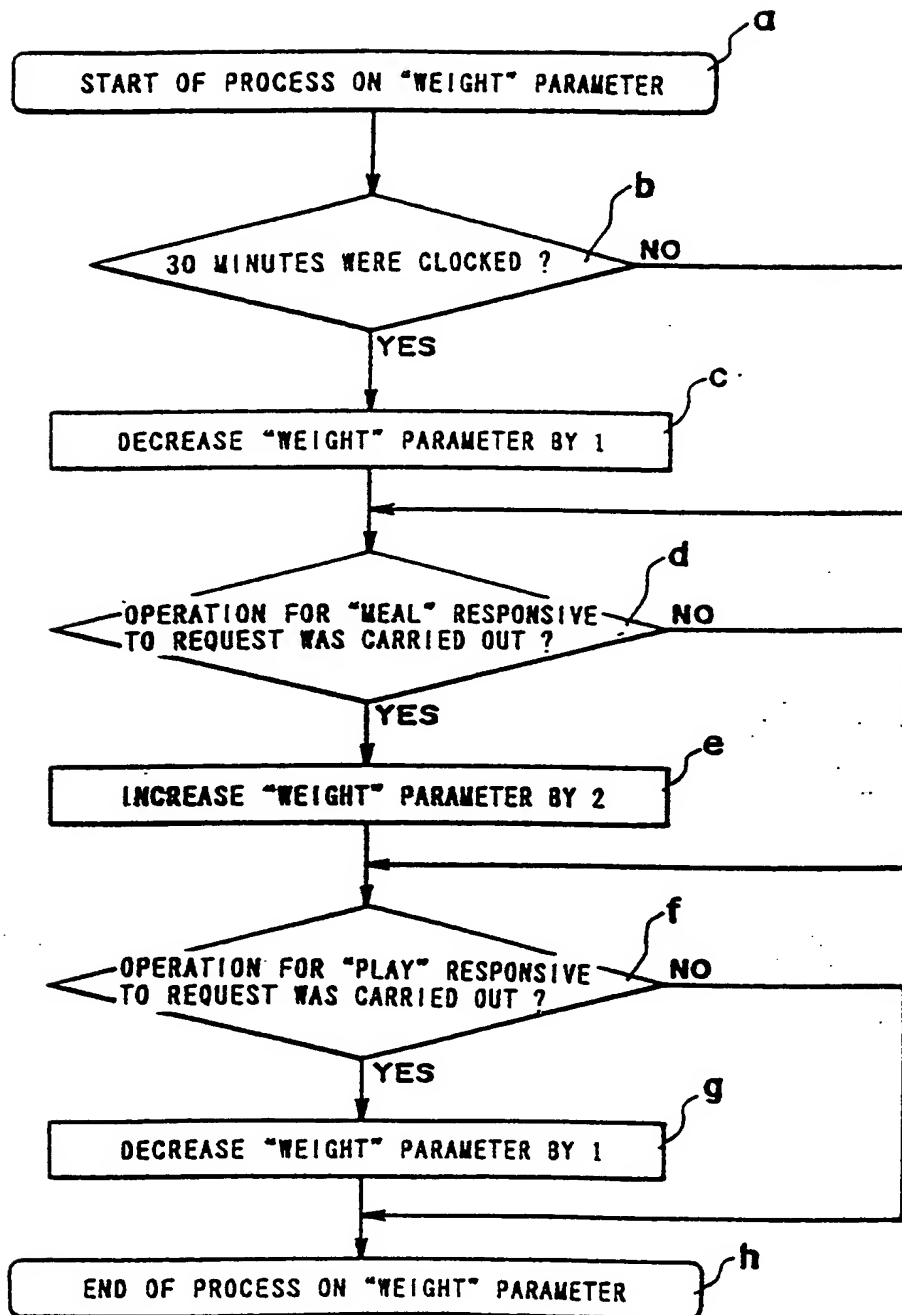 a
START OF PROCESS ON "WEIGHT" PARAMETER
b
30 MINUTES WERE CLOCKED ?
NO
YES
c
DECREASE "WEIGHT" PARAMETER BY 1
d
OPERATION FOR "MEAL" RESPONSIVE
TO REQUEST WAS CARRIED OUT ?
NO
YES
e
INCREASE "WEIGHT" PARAMETER BY 2
f
OPERATION FOR "PLAY" RESPONSIVE
TO REQUEST WAS CARRIED OUT ?
NO
YES
g
DECREASE "WEIGHT" PARAMETER BY 1
h
END OF PROCESS ON "WEIGHT" PARAMETER